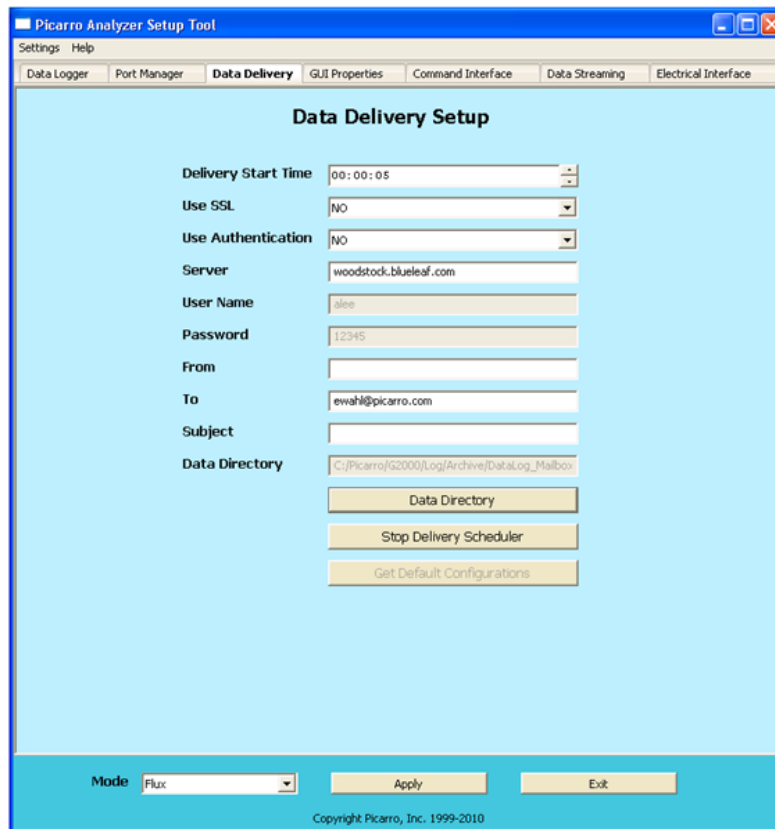 Picarro Analyzer Setup Tool
Settings Help
Data Logger Port Manager Data Delivery GUI Properties Command Interface Data Streaming Electrical Interface
Data Delivery Setup
Delivery Start Time 00:00:05
Use SSL NO
Use Authentication NO
Server woodstock.blueleaf.com
User Name alee
Password 12345
From
To ewahl@picarro.com
Subject
Data Directory C:/Picarro/G2000/Log/Archive/DataLog_Mailbox
Data Directory
Stop Delivery Scheduler
Get Default Configurations
Mode Flux Apply Exit
Copyright Picarro, Inc. 1999-2010